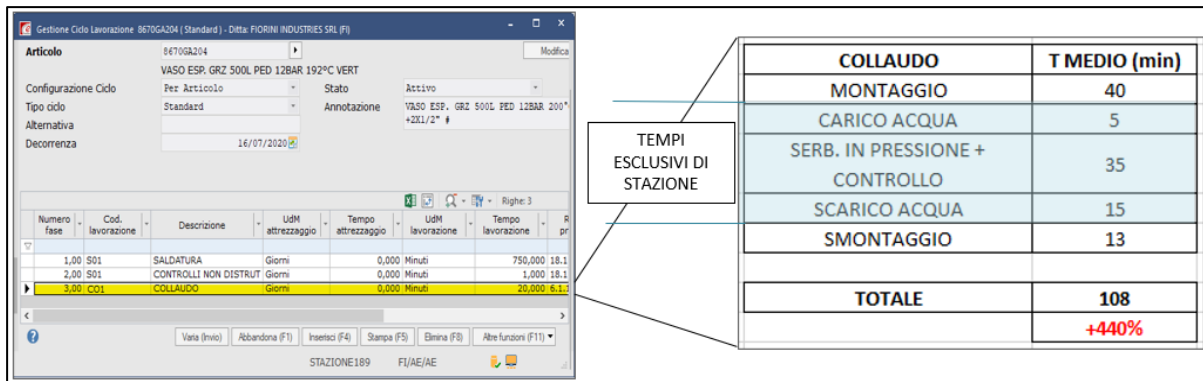 Gestione Ciclo Lavorazione 8670GA204 ( Standard ) - Ditta: FIORINI INDUSTRIES SRL (FI)
Articolo 8670GA204 Modifica
VASO ESP. GRZ 500L PED 12BAR 192°C VERT
Configurazione Ciclo Per Articolo Stato Attivo
Tipo ciclo Standard Annotazione VASO ESP. GRZ 500L PED 12BAR 200°
+2X1/2"
Alternativa
Decorrenza 16/07/2020
Righe: 3
Numero fase Cod. lavorazione Descrizione UdM attrezzaggio Tempo attrezzaggio UdM lavorazione Tempo lavorazione
1,00 S01 SALDATURA Giorni 0,000 Minuti 750,000 18.1
2,00 S01 CONTROLLI NON DISTRUT Giorni 0,000 Minuti 1,000 18.1
3,00 CO1 COLLAUDO Giorni 0,000 Minuti 20,000 6.1.1
Varia (Invio) Abbandona (F1) Inserisci (F4) Stampa (F5) Elimina (F8) Altre funzioni (F11)
STAZIONE189 FI/AE/AE
TEMPI
ESCLUSIVI DI
STAZIONE
COLLAUDO T MEDIO (min)
MONTAGGIO 40
CARICO ACQUA 5
SERB. IN PRESSIONE +
CONTROLLO 35
SCARICO ACQUA 15
SMONTAGGIO 13
TOTALE 108
+440%